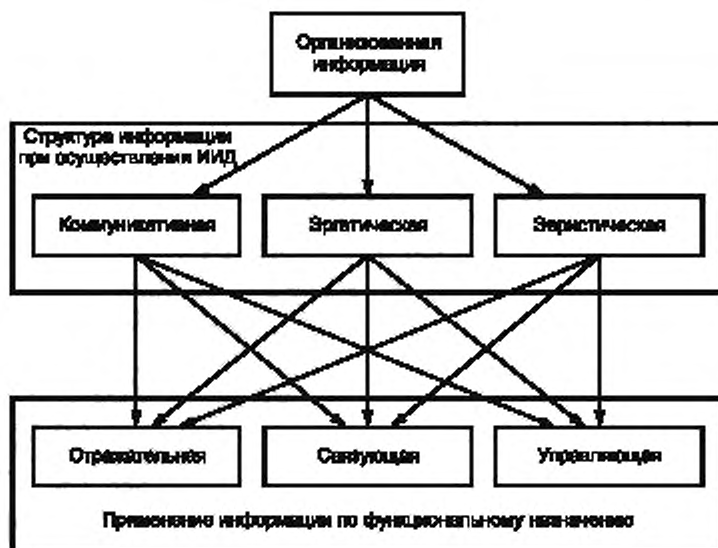 Организованная
информация
Структура информации
при осуществлении ИИД
Коммуникативная
Эргатическая
Эвристическая
Отражательная
Связующая
Управляющая
Применение информации по функциональному назначению